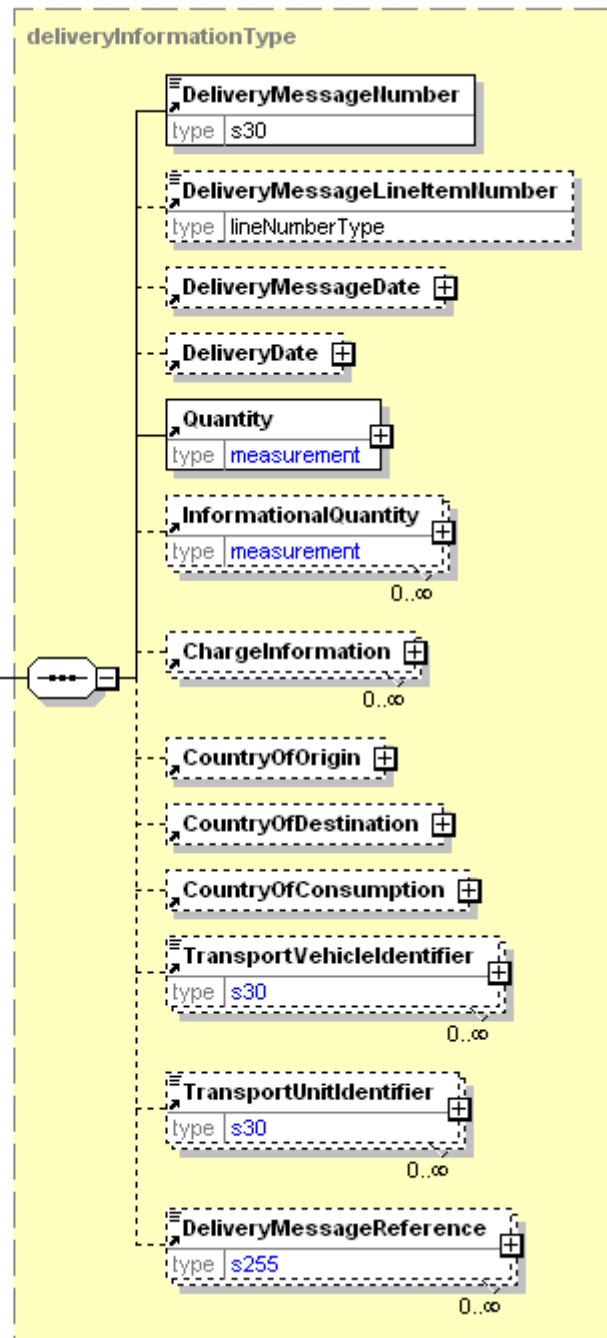 deliveryInformationType
DeliveryMessageNumber
type s30
DeliveryMessageLineItemNumber
type lineNumberType
DeliveryMessageDate
DeliveryDate
Quantity
type measurement
InformationalQuantity
type measurement
0..∞
ChargeInformation
0..∞
CountryOfOrigin
CountryOfDestination
CountryOfConsumption
TransportVehicleIdentifier
type s30
0..∞
TransportUnitIdentifier
type s30
0..∞
DeliveryMessageReference
type s255
0..∞